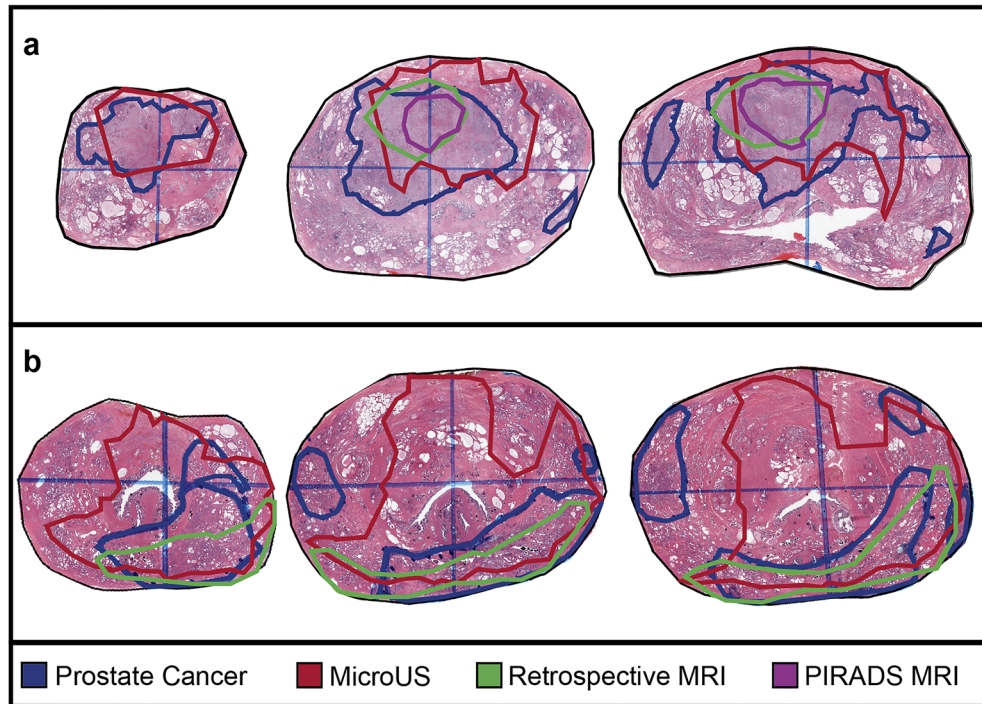 a
b
Prostate Cancer
MicroUS
Retrospective MRI
PIRADS MRI